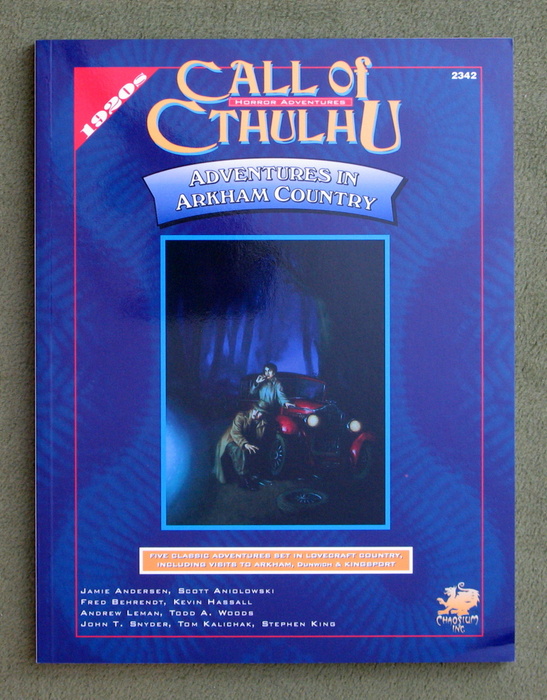 1920s
CALL OF
HORROR ADVENTURES
CTHULHU
2342
ADVENTURES IN
ARKHAM COUNTRY
FIVE CLASSIC ADVENTURES SET IN LOVECRAFT COUNTRY,
INCLUDING VISITS TO ARKHAM, DUNWICH & KINGSPORT
JAMIE ANDERSEN, SCOTT ANIOLOWSKI
FRED BEHRENDT, KEVIN HASSALL
ANDREW LEMAN, TODD A. WOODS
JOHN T. SNYDER, TOM KALICHAK, STEPHEN KING
CHAOSIUM
INC